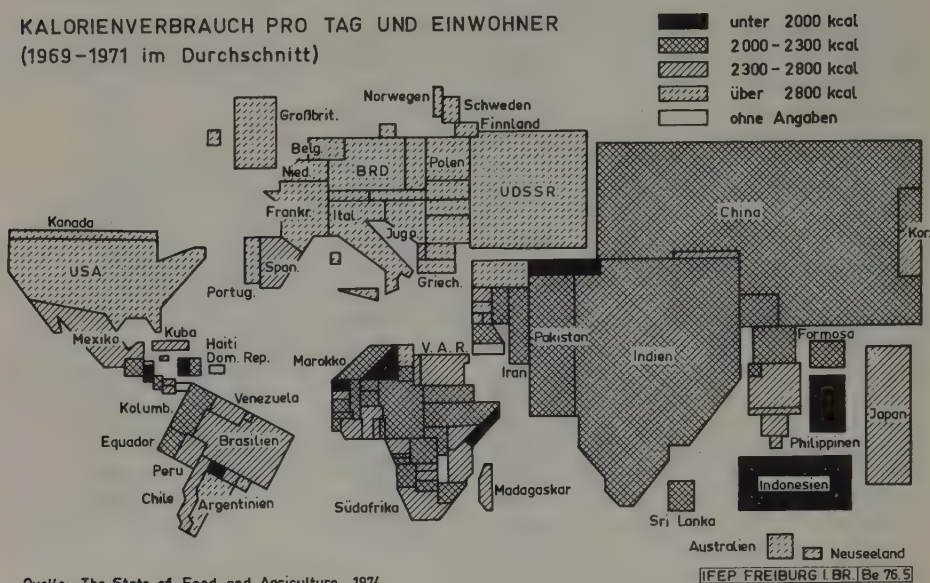 KALORIENVERBRAUCH PRO TAG UND EINWOHNER
(1969-1971 im Durchschnitt)
unter 2000 kcal
2000-2300 kcal
2300-2800 kcal
über 2800 kcal
ohne Angaben
Norwegen
Schweden
Finnland
Großbrit.
Belg.
Nied.
BRD
Polen
UDSSR
Frankr.
Ital.
Jugo.
Span.
Portug.
Griech.
China
Kor.
Kanada
USA
Mexiko
Kuba
Haiti
Dom. Rep.
Kolumb.
Venezuela
Equador
Brasilien
Peru
Chile
Argentinien
Marokko
V.A.R.
Südafrika
Madagaskar
Iran
Pakistan
Indien
Sri Lanka
Formosa
Philippinen
Japan
Indonesien
Australien
Neuseeland
Quelle: The State of Food and Agriculture, 1974
IFEP FREIBURG I. BR. Be 76.5